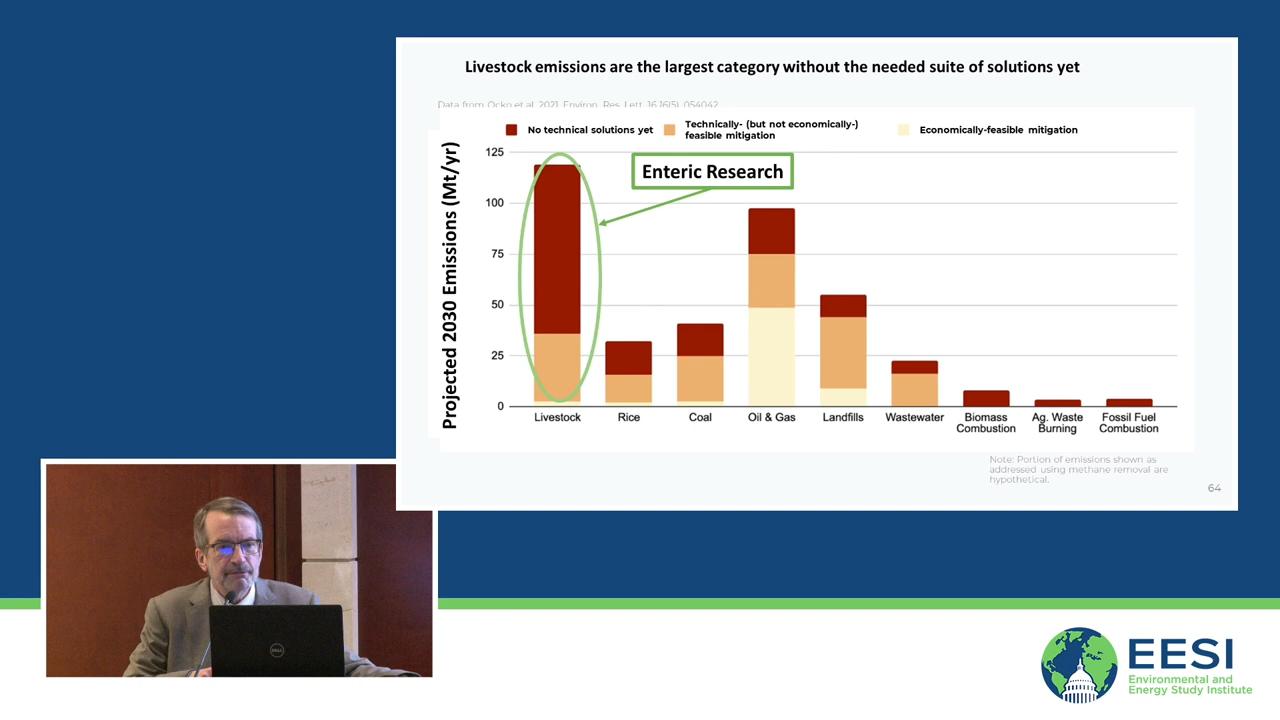 Livestock emissions are the largest category without the needed suite of solutions yet
Data from Ocko et al. 2021. Environ. Res. Lett. 16 16(5), 054042
No technical solutions yet
Technically- (but not economically-)
feasible mitigation
Economically-feasible mitigation
Projected 2030 Emissions (Mt/yr)
125
100
75
50
25
0
Enteric Research
Livestock
Rice
Coal
Oil & Gas
Landfills
Wastewater
Biomass
Combustion
Ag. Waste
Burning
Fossil Fuel
Combustion
Note: Portion of emissions shown as
addressed using methane removal are
hypothetical.
64
DELL
EESI
Environmental and
Energy Study Institute